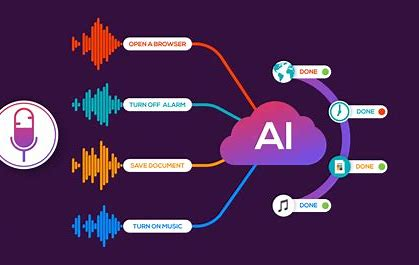 OPEN A BROWSER
TURN OFF ALARM
SAVE DOCUMENT
TURN ON MUSIC
AI
DONE
DONE
DONE
DONE